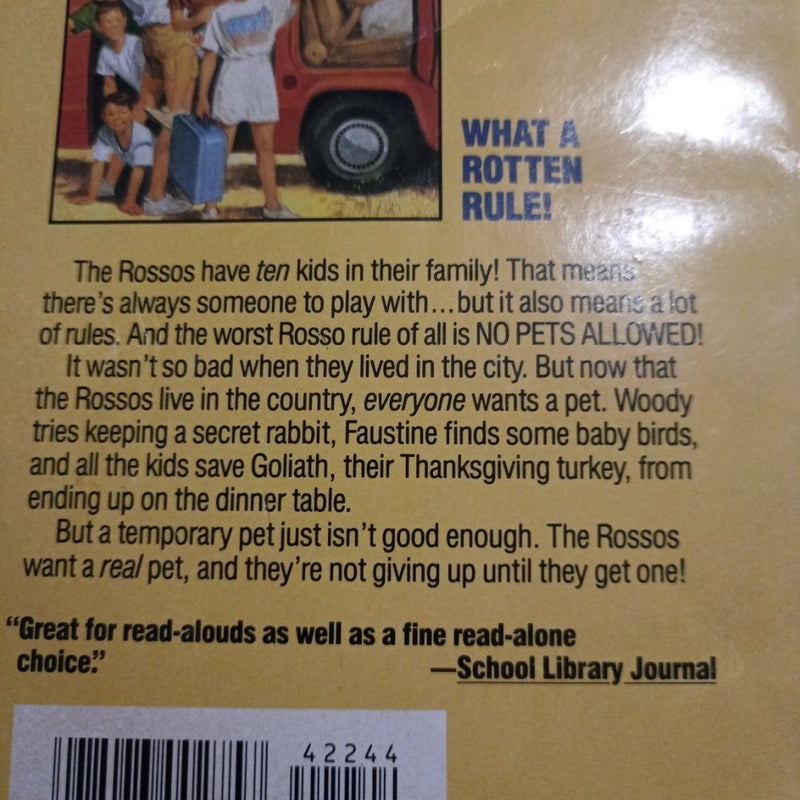 WHAT A
ROTTEN
RULE!
The Rossos have ten kids in their family! That means
there's always someone to play with...but it also means a lot
of rules. And the worst Rosso rule of all is NO PETS ALLOWED!
It wasn't so bad when they lived in the city. But now that
the Rossos live in the country, everyone wants a pet. Woody
tries keeping a secret rabbit, Faustine finds some baby birds,
and all the kids save Goliath, their Thanksgiving turkey, from
ending up on the dinner table.
But a temporary pet just isn't good enough. The Rossos
want a real pet, and they're not giving up until they get one!
"Great for read-alouds as well as a fine read-alone
choice."
—School Library Journal
42244